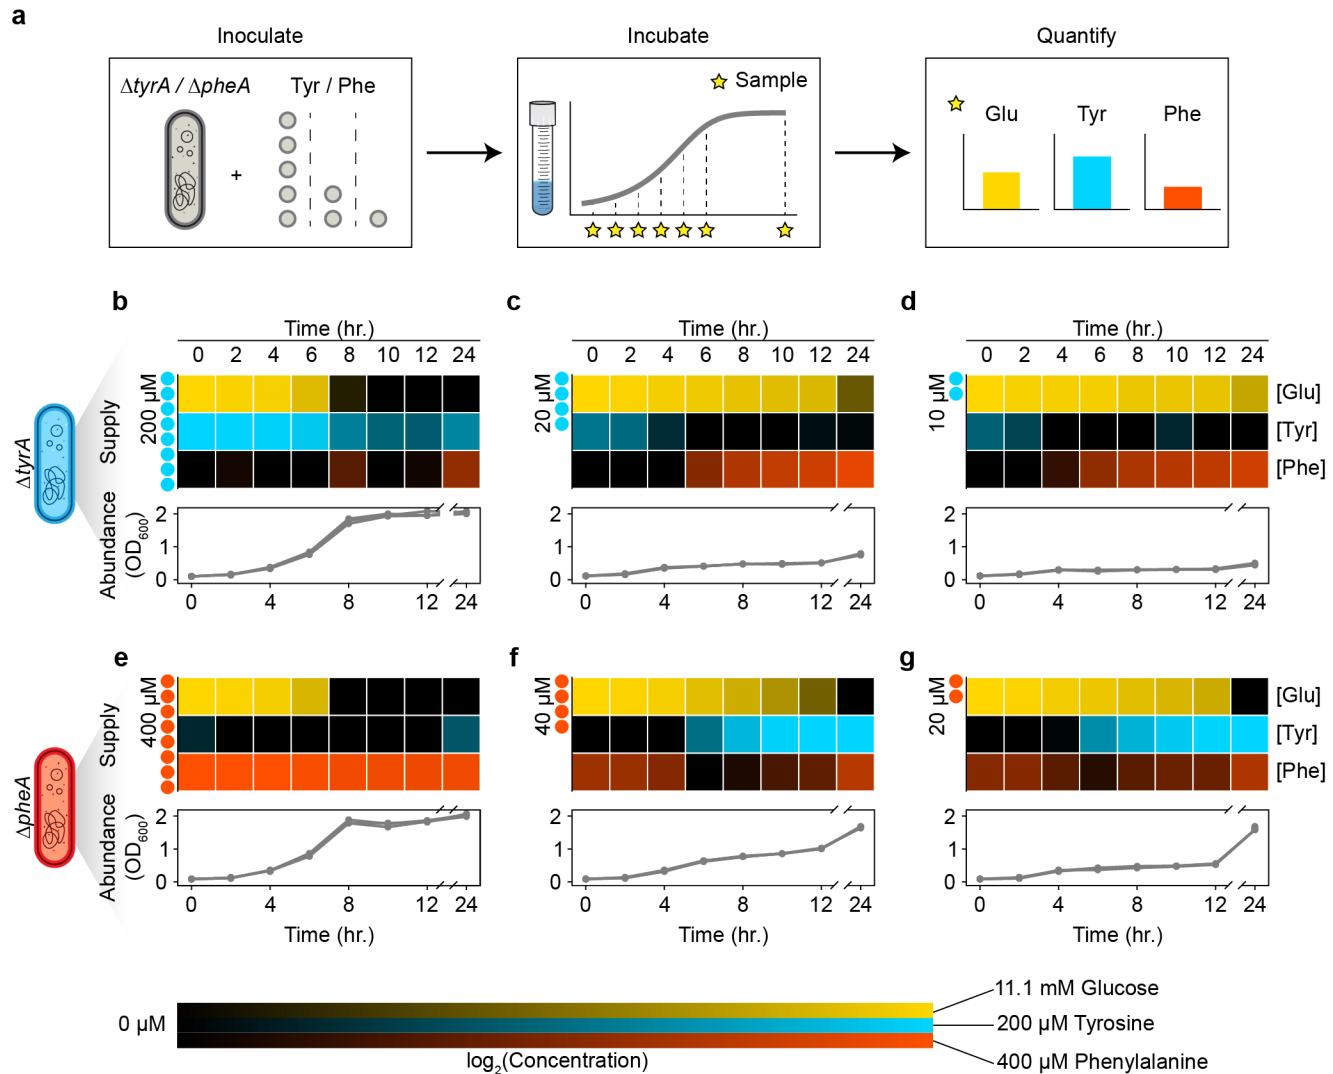 a
Inoculate
Incubate
Quantify
ΔtyrA / ΔpheA
Tyr / Phe
+
Sample
Glu
Tyr
Phe
b
c
d
Time (hr.)
Time (hr.)
Time (hr.)
0 2 4 6 8 10 12 24
0 2 4 6 8 10 12 24
0 2 4 6 8 10 12 24
ΔtyrA
Supply
200 µM
20 µM
10 µM
[Glu]
[Tyr]
[Phe]
Abundance
(OD600)
2
1
0
0 4 8 12 24
2
1
0
0 4 8 12 24
2
1
0
0 4 8 12 24
e
f
g
ΔpheA
Supply
400 µM
40 µM
20 µM
[Glu]
[Tyr]
[Phe]
Abundance
(OD600)
2
1
0
0 4 8 12 24
Time (hr.)
2
1
0
0 4 8 12 24
Time (hr.)
2
1
0
0 4 8 12 24
Time (hr.)
0 µM
11.1 mM Glucose
200 µM Tyrosine
400 µM Phenylalanine
log2(Concentration)